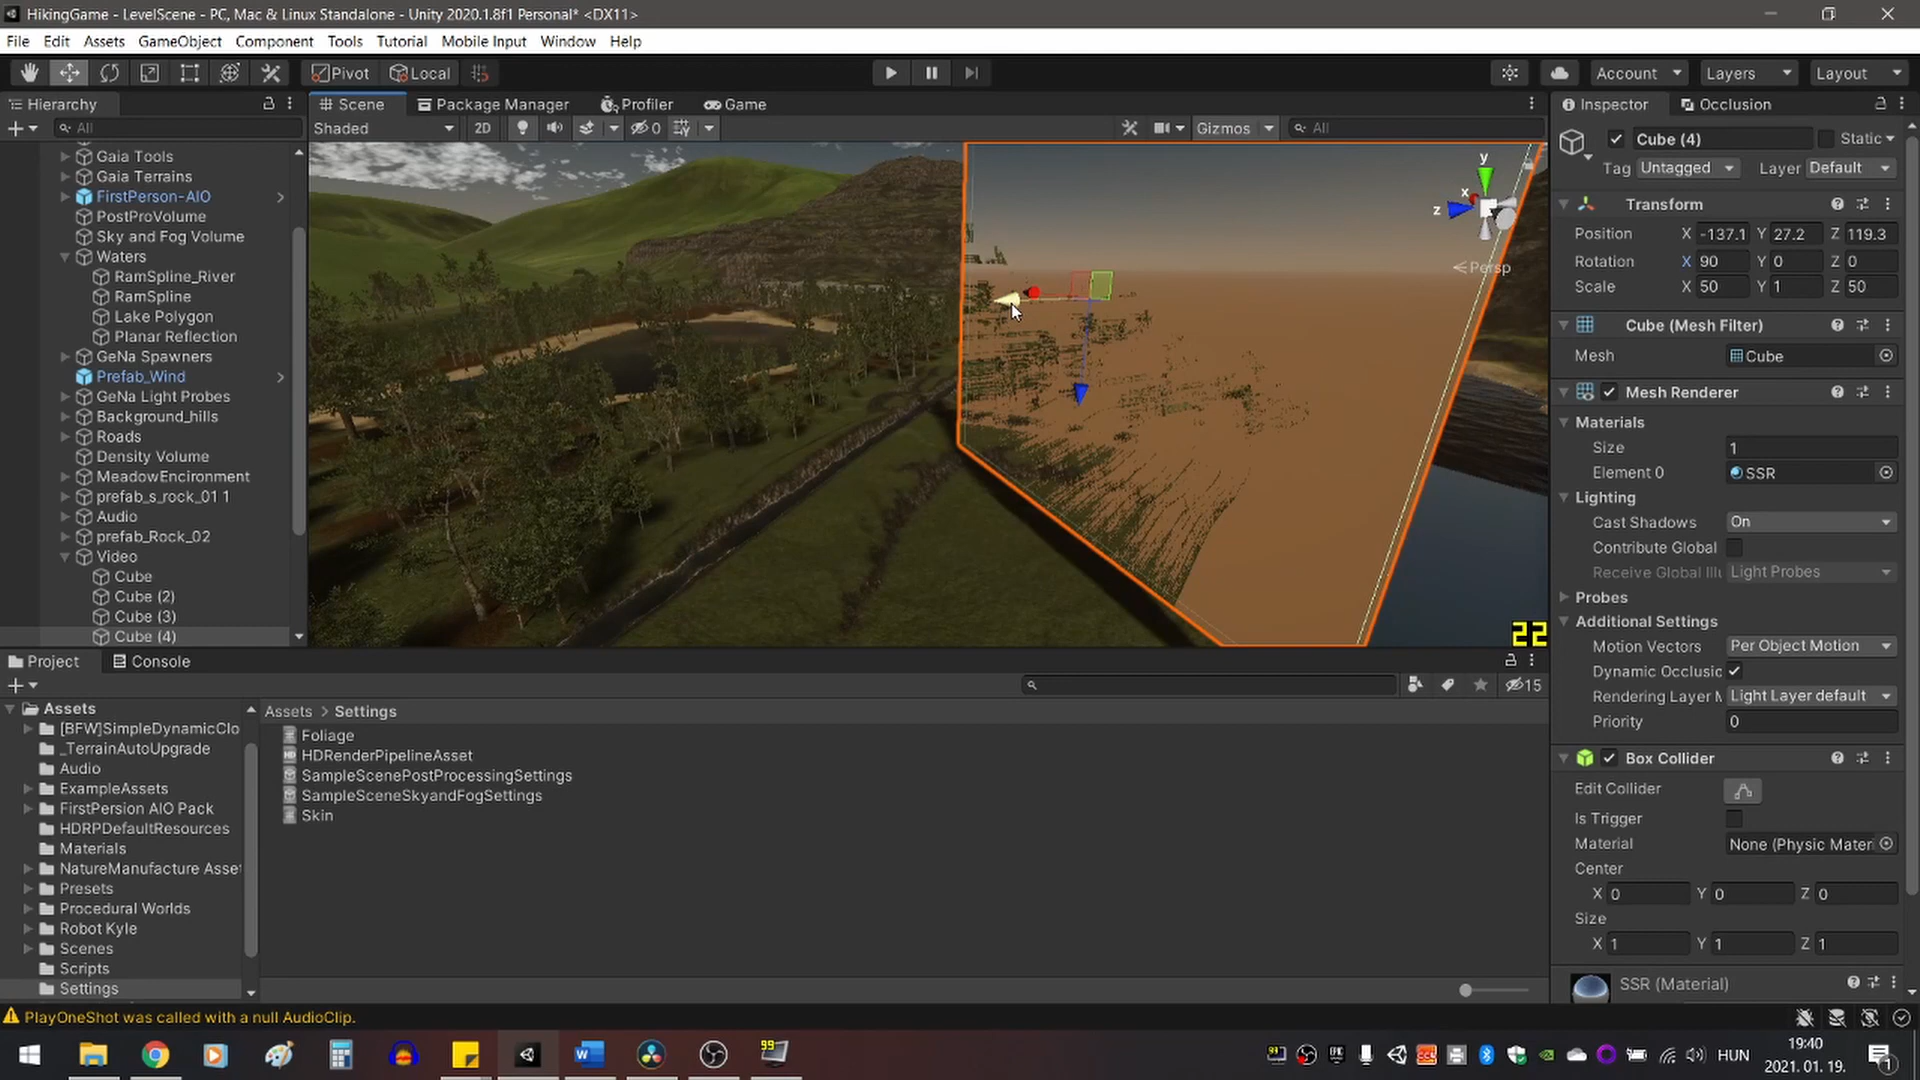 HikingGame - LevelScene - PC, Mac & Linux Standalone - Unity 2020.1.8f1 Personal* <DX11>
File Edit Assets GameObject Component Tools Tutorial Mobile Input Window Help
Pivot Local Account Layers Layout
Hierarchy
All
Gaia Tools
Gaia Terrains
FirstPerson-AIO
PostProVolume
Sky and Fog Volume
Waters
RamSpline_River
RamSpline
Lake Polygon
Planar Reflection
GeNa Spawners
Prefab_Wind
GeNa Light Probes
Background_hills
Roads
Density Volume
MeadowEncironment
prefab_s_rock_01 1
Audio
prefab_Rock_02
Video
Cube
Cube (2)
Cube (3)
Cube (4)
Scene Package Manager Profiler Game
Shaded 2D 0 Gizmos All
y
x
z
Persp
22
Inspector Occlusion
Cube (4) Static
Tag Untagged Layer Default
Transform
Position X -137.1 Y 27.2 Z 119.3
Rotation X 90 Y 0 Z 0
Scale X 50 Y 1 Z 50
Cube (Mesh Filter)
Mesh Cube
Mesh Renderer
Materials
Size 1
Element 0 SSR
Lighting
Cast Shadows On
Contribute Global
Receive Global Illu Light Probes
Probes
Additional Settings
Motion Vectors Per Object Motion
Dynamic Occlusic
Rendering Layer M Light Layer default
Priority 0
Box Collider
Edit Collider
Is Trigger
Material None (Physic Mater
Center
X 0 Y 0 Z 0
Size
X 1 Y 1 Z 1
SSR (Material)
Project Console
15
Assets
[BFW]SimpleDynamicClo
_TerrainAutoUpgrade
Audio
ExampleAssets
FirstPersion AIO Pack
HDRPDefaultResources
Materials
NatureManufacture Asse
Presets
Procedural Worlds
Robot Kyle
Scenes
Scripts
Settings
Assets > Settings
Foliage
HDRenderPipelineAsset
SampleScenePostProcessingSettings
SampleSceneSkyandFogSettings
Skin
PlayOneShot was called with a null AudioClip.
99
HUN
19:40
2021. 01. 19.
1